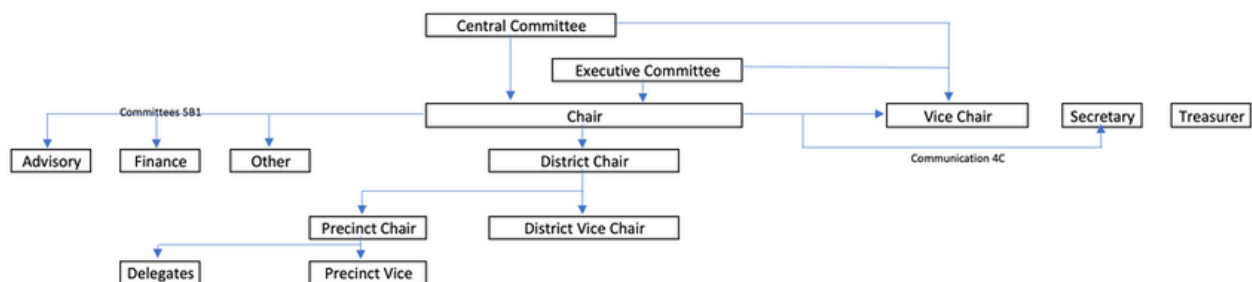 Central Committee
Executive Committee
Committees 5B1
Chair
Vice Chair
Secretary
Treasurer
Advisory
Finance
Other
District Chair
Communication 4C
Precinct Chair
District Vice Chair
Delegates
Precinct Vice